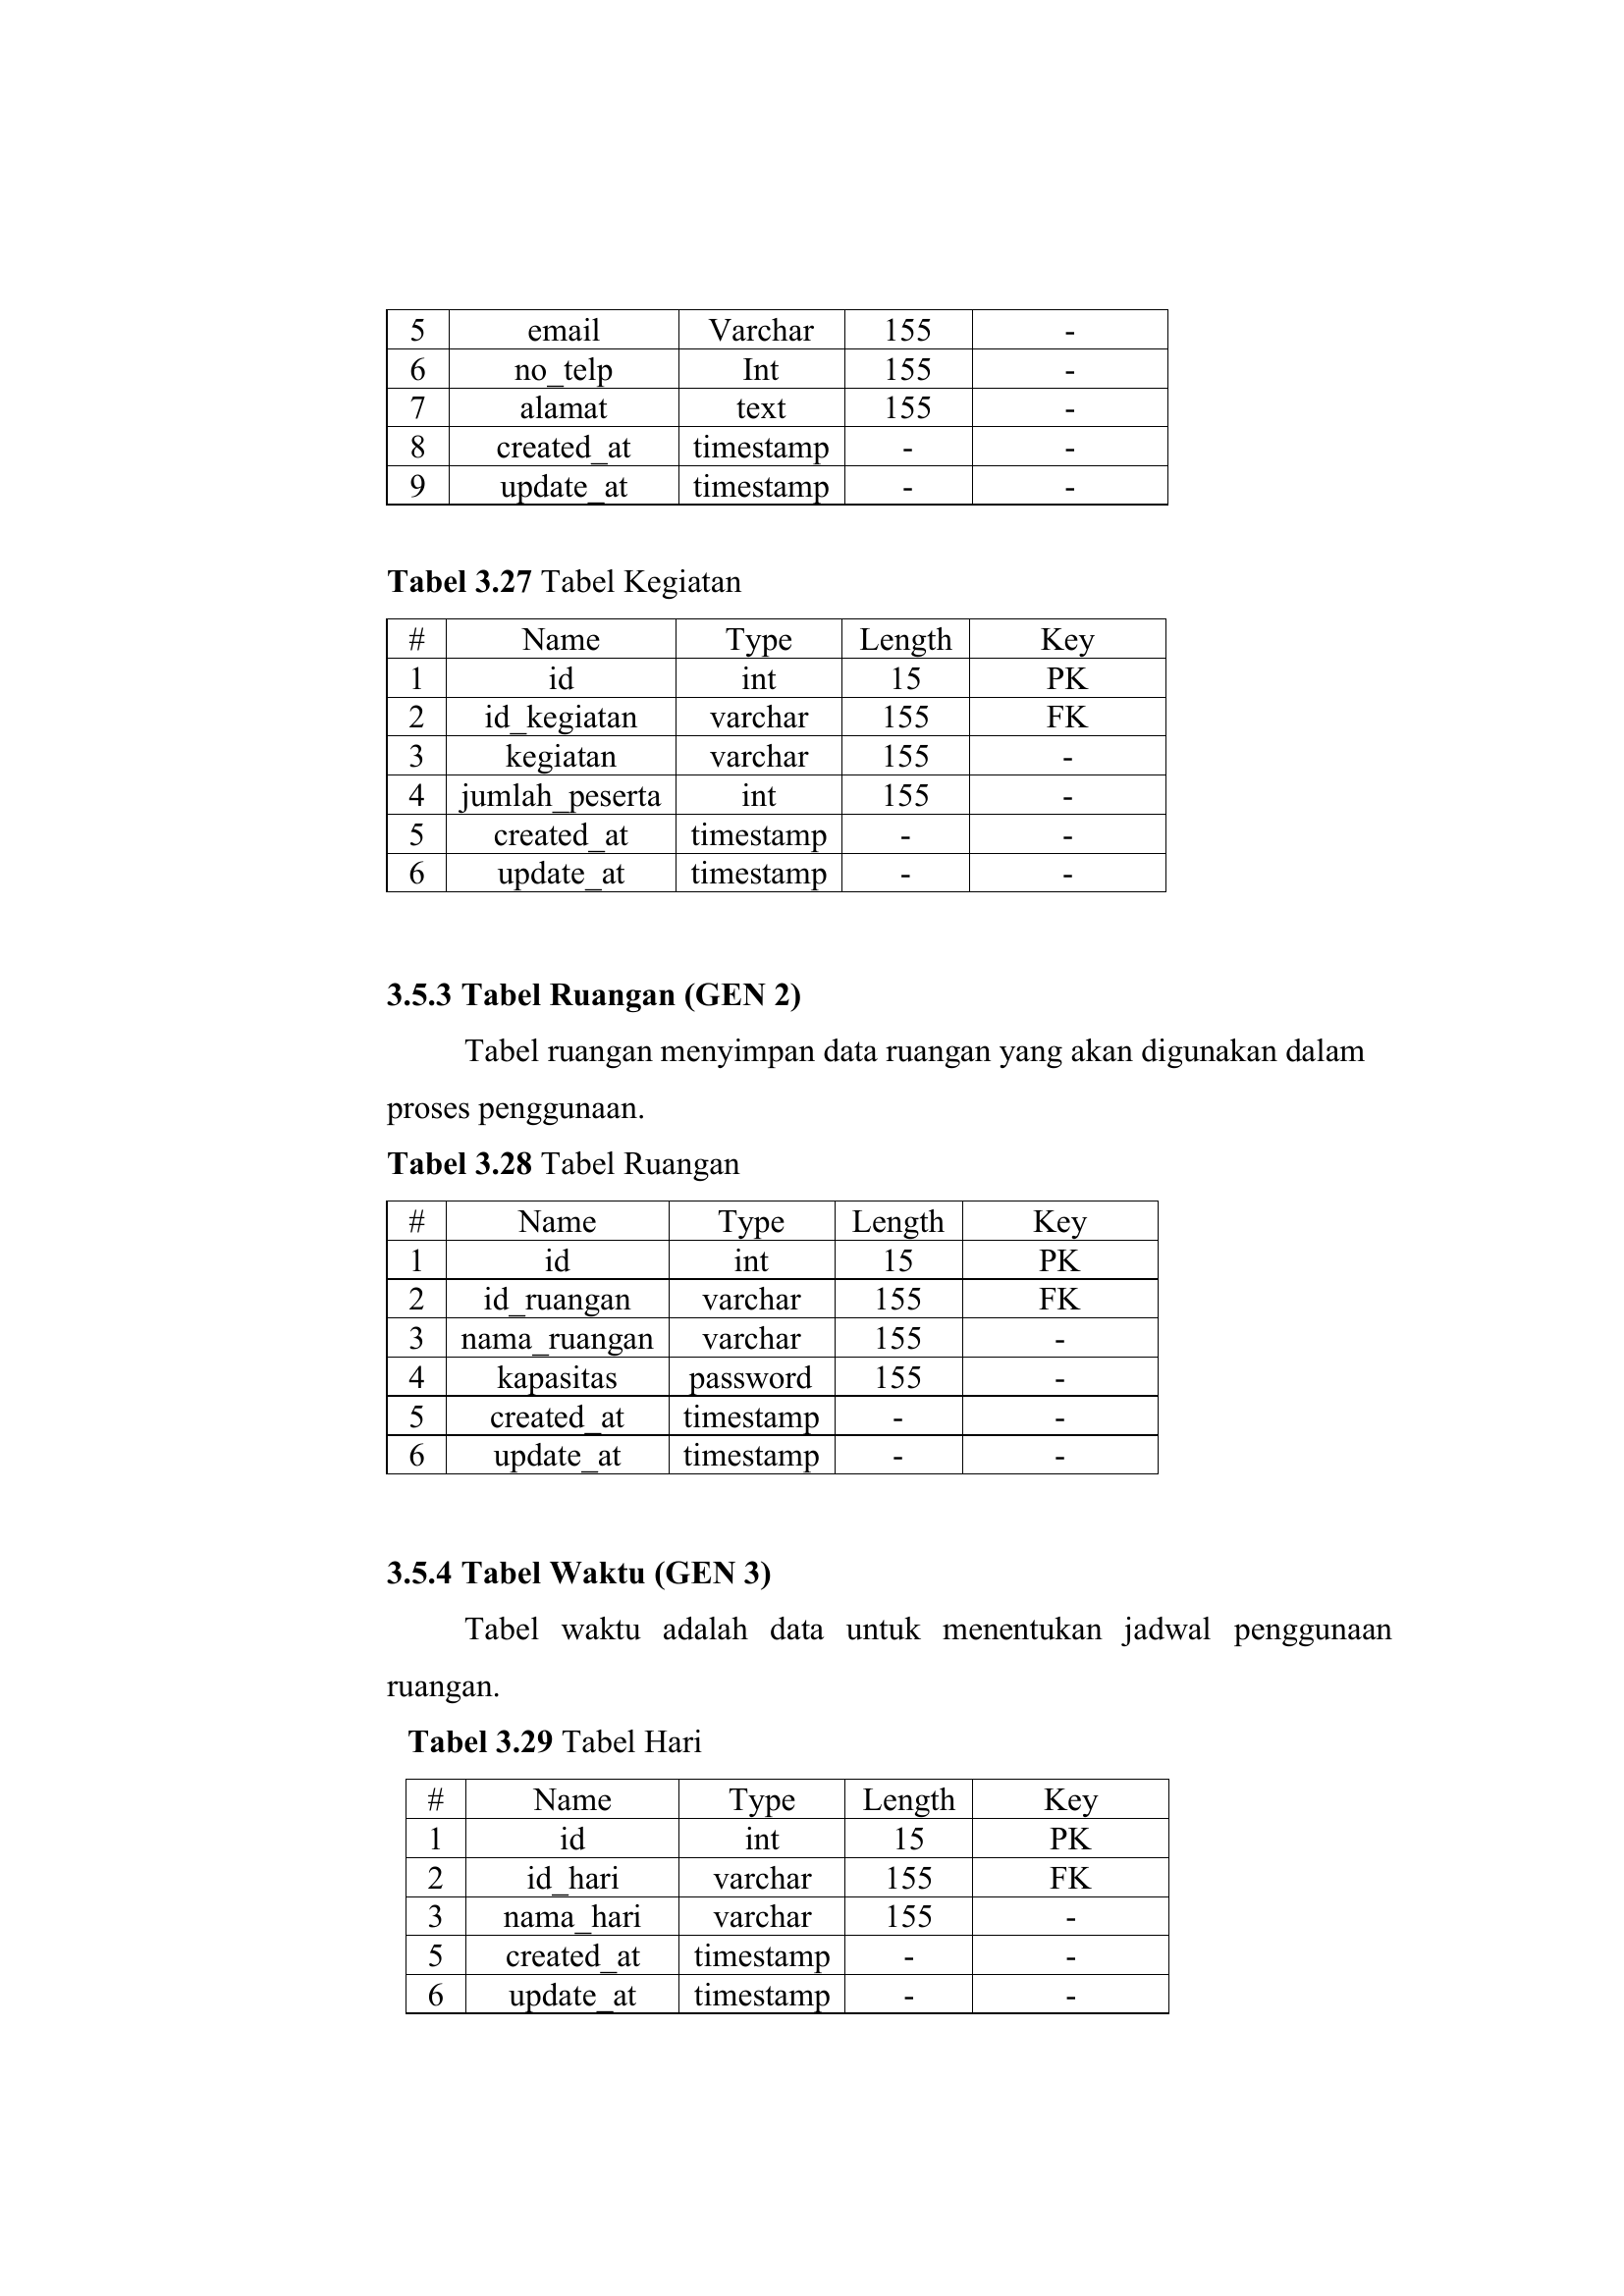 5 email Varchar 155 -
6 no_telp Int 155 -
7 alamat text 155 -
8 created_at timestamp - -
9 update_at timestamp - -
Tabel 3.27 Tabel Kegiatan
# Name Type Length Key
1 id int 15 PK
2 id_kegiatan varchar 155 FK
3 kegiatan varchar 155 -
4 jumlah_peserta int 155 -
5 created_at timestamp - -
6 update_at timestamp - -
3.5.3 Tabel Ruangan (GEN 2)
Tabel ruangan menyimpan data ruangan yang akan digunakan dalam
proses penggunaan.
Tabel 3.28 Tabel Ruangan
# Name Type Length Key
1 id int 15 PK
2 id_ruangan varchar 155 FK
3 nama_ruangan varchar 155 -
4 kapasitas password 155 -
5 created_at timestamp - -
6 update_at timestamp - -
3.5.4 Tabel Waktu (GEN 3)
Tabel waktu adalah data untuk menentukan jadwal penggunaan
ruangan.
Tabel 3.29 Tabel Hari
# Name Type Length Key
1 id int 15 PK
2 id_hari varchar 155 FK
3 nama_hari varchar 155 -
5 created_at timestamp - -
6 update_at timestamp - -